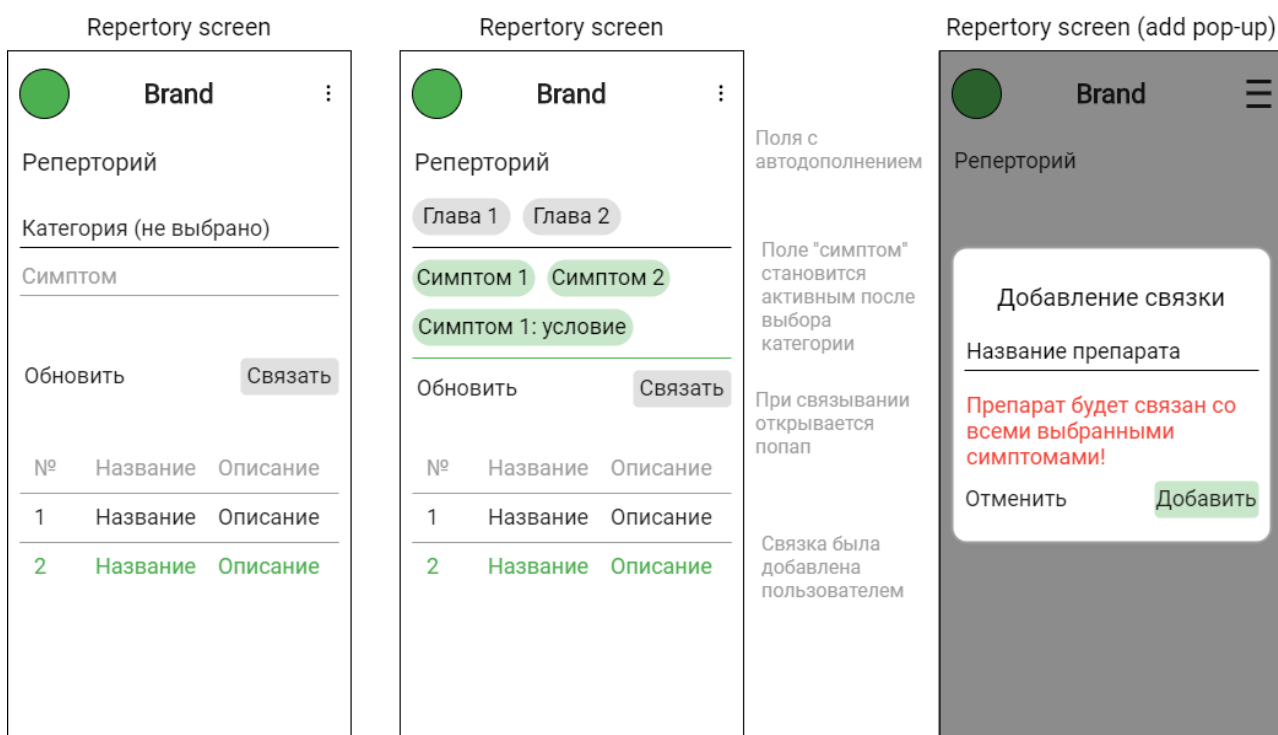 Repertory screen
Brand
Реперторий
Категория (не выбрано)
Симптом
Обновить Связать
№ Название Описание
1 Название Описание
2 Название Описание
Repertory screen
Brand
Реперторий
Глава 1 Глава 2
Симптом 1 Симптом 2
Симптом 1: условие
Обновить Связать
№ Название Описание
1 Название Описание
2 Название Описание
Поля с
автодополнением
Поле "симптом"
становится
активным после
выбора
категории
При связывании
открывается
попап
Связка была
добавлена
пользователем
Repertory screen (add pop-up)
Brand
Реперторий
Добавление связки
Название препарата
Препарат будет связан со
всеми выбранными
симптомами!
Отменить Добавить